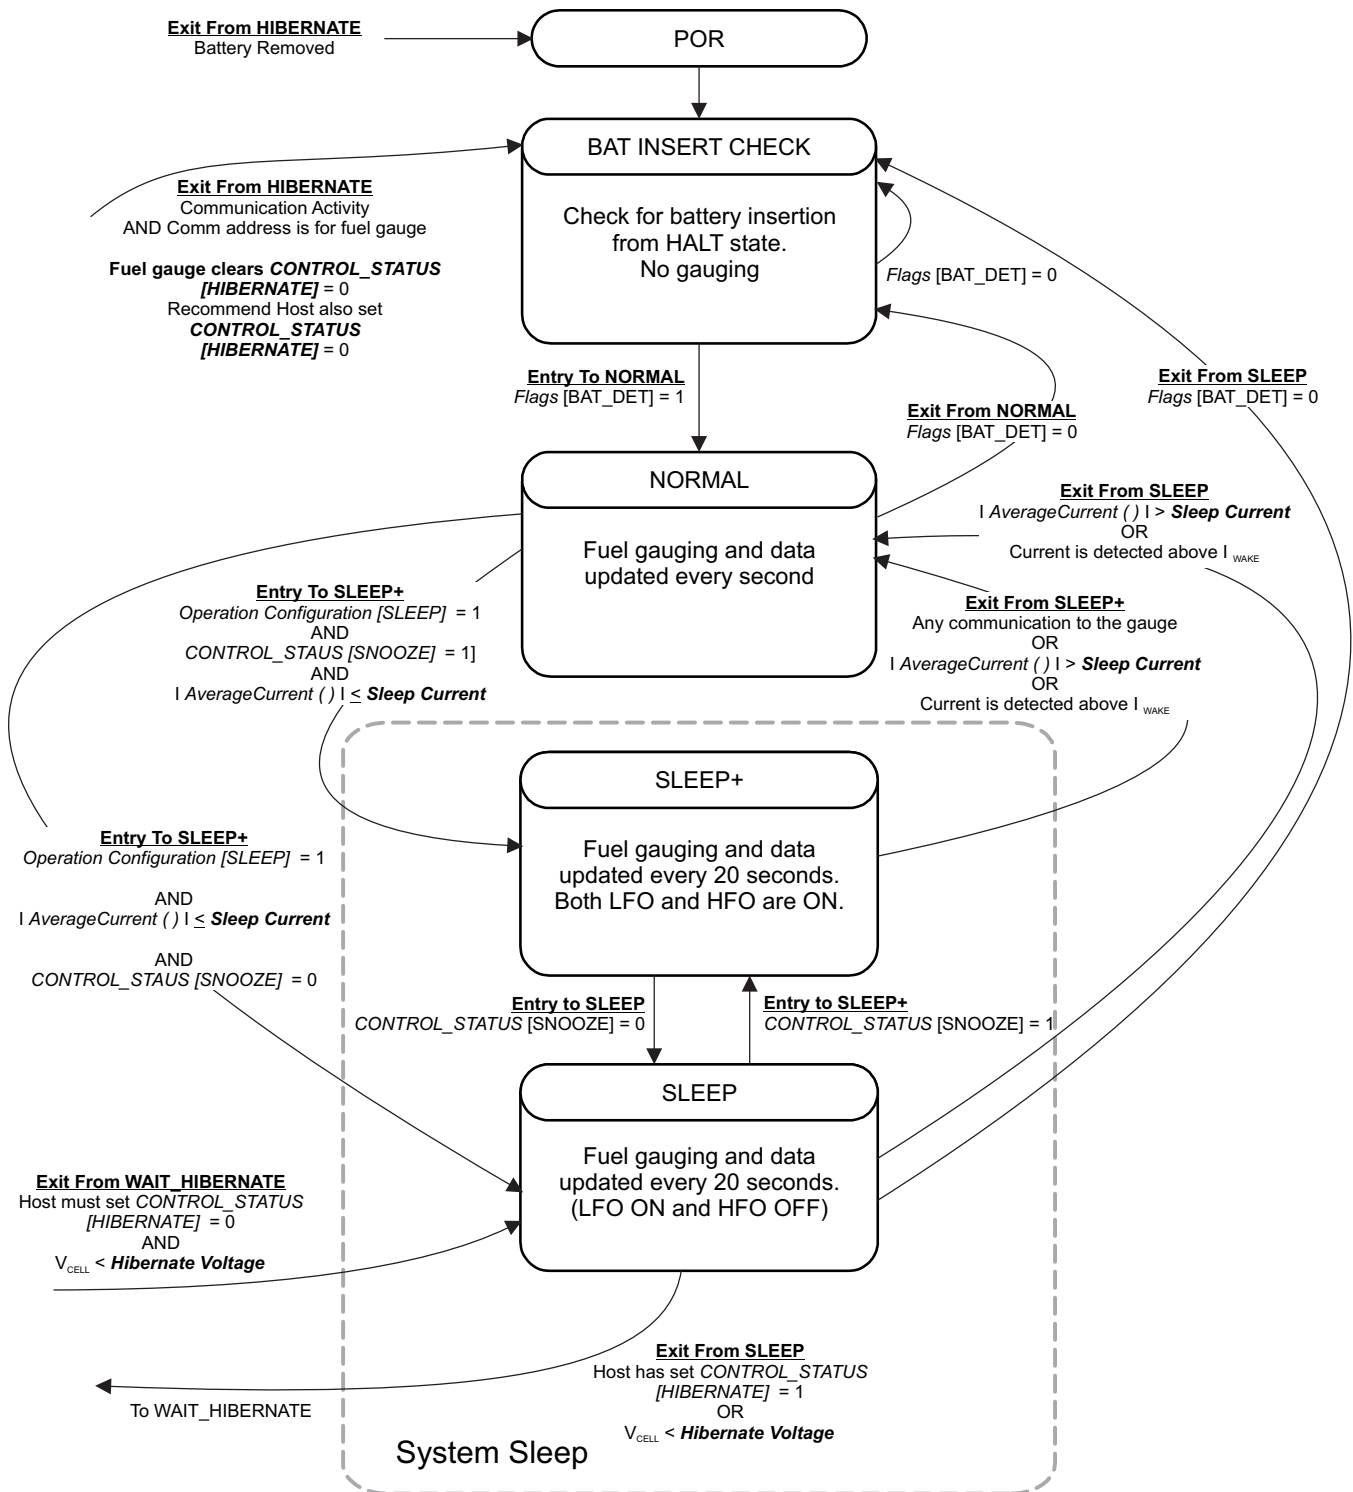 Exit From HIBERNATE
Battery Removed
POR
BAT INSERT CHECK
Check for battery insertion
from HALT state.
No gauging
Exit From HIBERNATE
Communication Activity
AND Comm address is for fuel gauge
Fuel gauge clears CONTROL_STATUS
[HIBERNATE] = 0
Recommend Host also set
CONTROL_STATUS
[HIBERNATE] = 0
Flags [BAT_DET] = 0
Entry To NORMAL
Flags [BAT_DET] = 1
Exit From NORMAL
Flags [BAT_DET] = 0
Exit From SLEEP
Flags [BAT_DET] = 0
NORMAL
Fuel gauging and data
updated every second
Exit From SLEEP
I AverageCurrent ( ) I > Sleep Current
OR
Current is detected above I WAKE
Entry To SLEEP+
Operation Configuration [SLEEP] = 1
AND
CONTROL_STAUS [SNOOZE] = 1]
AND
I AverageCurrent ( ) I ≤ Sleep Current
Exit From SLEEP+
Any communication to the gauge
OR
I AverageCurrent ( ) I > Sleep Current
OR
Current is detected above I WAKE
SLEEP+
Fuel gauging and data
updated every 20 seconds.
Both LFO and HFO are ON.
Entry To SLEEP+
Operation Configuration [SLEEP] = 1
AND
I AverageCurrent ( ) I ≤ Sleep Current
AND
CONTROL_STAUS [SNOOZE] = 0
Entry to SLEEP
CONTROL_STATUS [SNOOZE] = 0
Entry to SLEEP+
CONTROL_STATUS [SNOOZE] = 1
SLEEP
Fuel gauging and data
updated every 20 seconds.
(LFO ON and HFO OFF)
Exit From WAIT_HIBERNATE
Host must set CONTROL_STATUS
[HIBERNATE] = 0
AND
VCELL < Hibernate Voltage
Exit From SLEEP
Host has set CONTROL_STATUS
[HIBERNATE] = 1
OR
VCELL < Hibernate Voltage
To WAIT_HIBERNATE
System Sleep